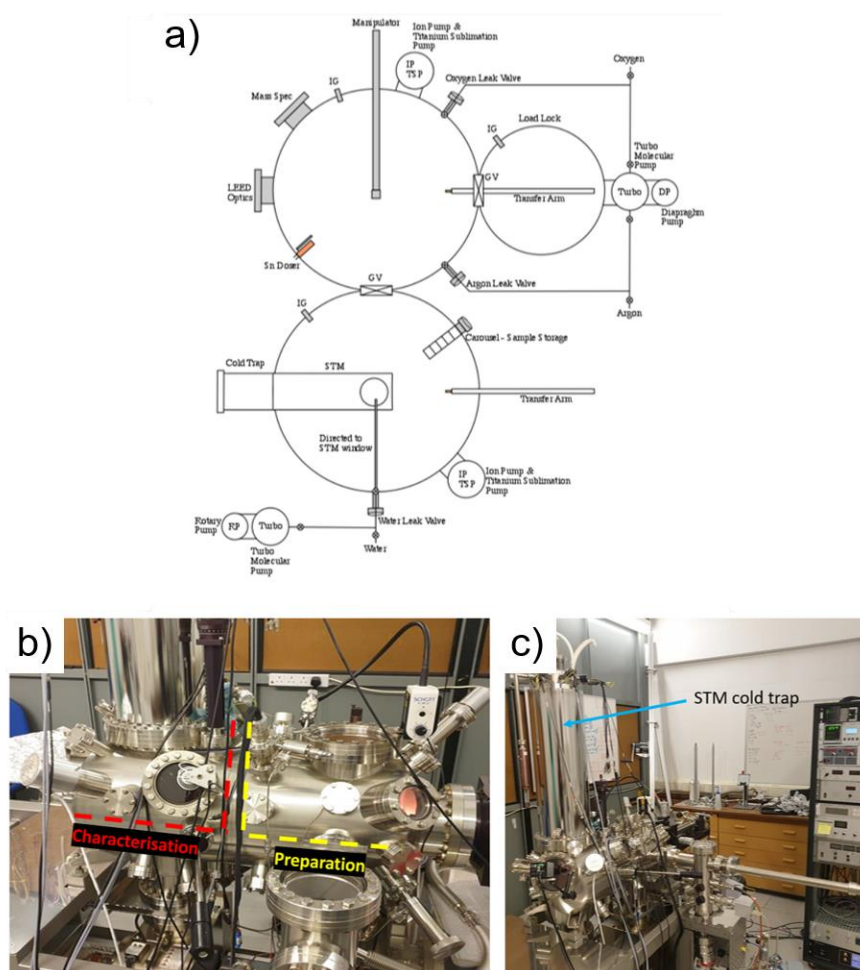 a)
Manipulator
Ion Pump &
Titanium Sublimation
Pump
IP
TSP
Oxygen
IG
Oxygen Leak Valve
Mass Spec
Load Lock
IG
Turbo
Molecular
Pump
GV
LEED
Optics
Turbo
DP
Transfer Arm
Diapraghm
Pump
Sn Doser
GV
Argon Leak Valve
IG
Argon
Carousel - Sample Storage
Cold Trap
STM
Transfer Arm
Directed to
STM window
IP
TSP
Ion Pump &
Titanium Sublimation
Pump
Water Leak Valve
Rotary
Pump
RP
Turbo
Water
Turbo
Molecular
Pump
b)
SCHOTT
Characterisation
Preparation
c)
STM cold trap